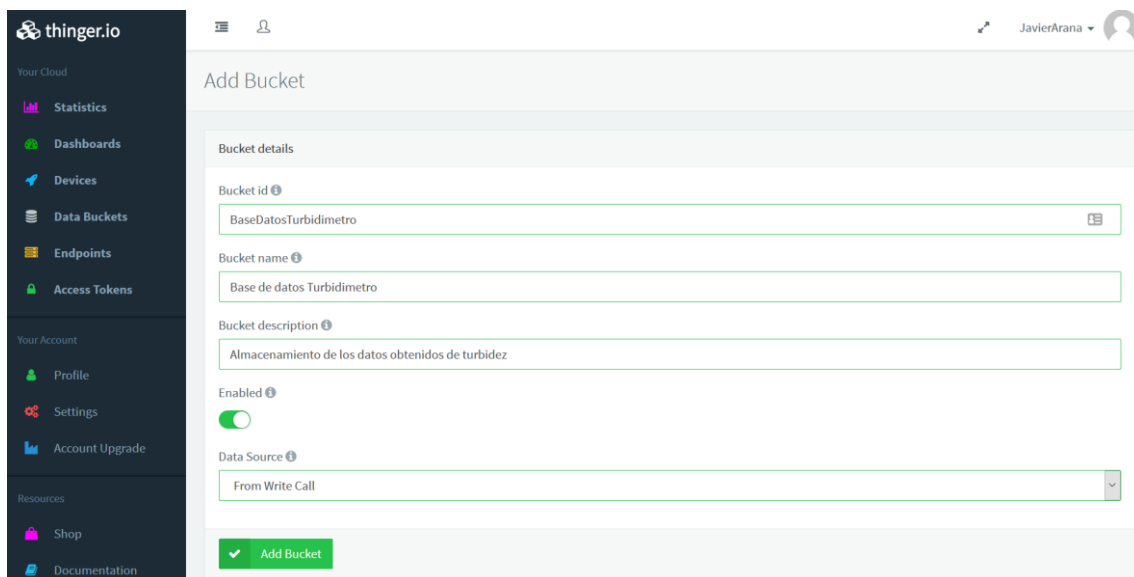 thinger.io
JavierArana
Your Cloud
Statistics
Dashboards
Devices
Data Buckets
Endpoints
Access Tokens
Your Account
Profile
Settings
Account Upgrade
Resources
Shop
Documentation
Add Bucket
Bucket details
Bucket id
BaseDatosTurbidimetro
Bucket name
Base de datos Turbidimetro
Bucket description
Almacenamiento de los datos obtenidos de turbidez
Enabled
Data Source
From Write Call
Add Bucket